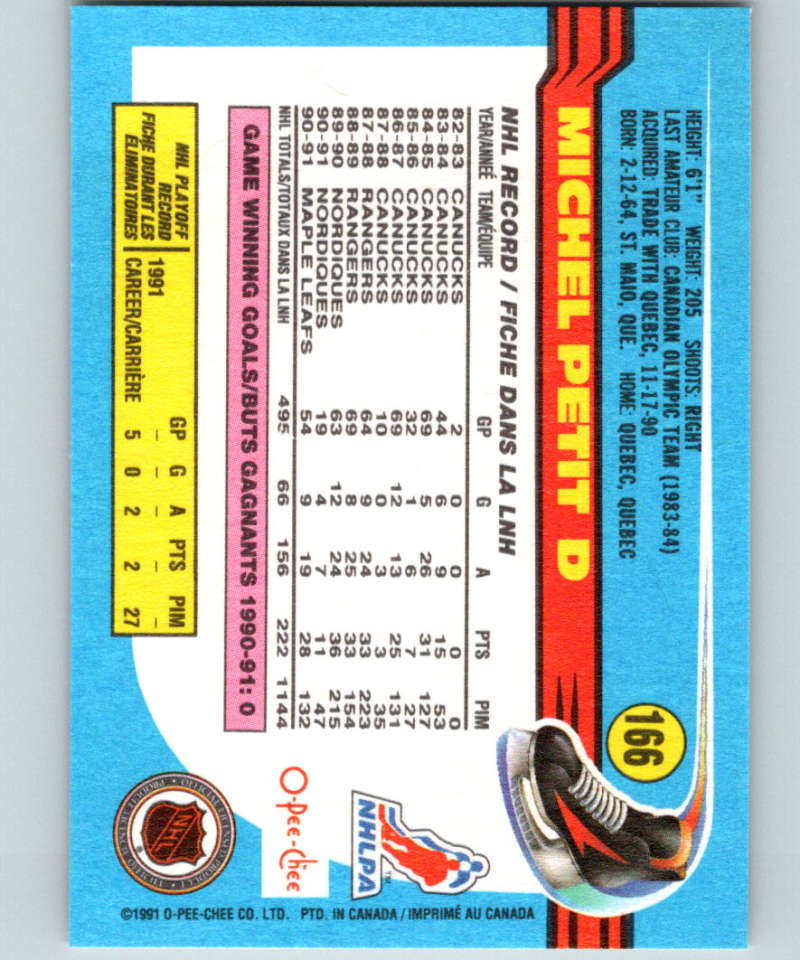 166
HEIGHT: 6'1" WEIGHT: 205 SHOOTS: RIGHT
LAST AMATEUR CLUB: CANADIAN OLYMPIC TEAM (1983-84)
ACQUIRED: TRADE WITH QUEBEC, 11-17-90
BORN: 2-12-64, ST. MAIO, QUE. HOME: QUEBEC, QUEBEC
MICHEL PETIT D
NHL RECORD / FICHE DANS LA LNH
YEAR/ANNÉE TEAM/ÉQUIPE GP G A PTS PIM
82-83 CANUCKS 2 0 0 0 0
83-84 CANUCKS 44 6 9 15 53
84-85 CANUCKS 69 5 26 31 127
85-86 CANUCKS 32 1 6 7 127
86-87 CANUCKS 69 12 13 25 131
87-88 CANUCKS 10 0 3 3 35
87-88 RANGERS 64 9 24 33 223
88-89 RANGERS 69 8 25 33 154
89-90 NORDIQUES 63 12 24 36 215
90-91 NORDIQUES 19 4 7 11 47
90-91 MAPLE LEAFS 54 9 19 28 132
NHL TOTALS/TOTAUX DANS LA LNH 495 66 156 222 1144
GAME WINNING GOALS/BUTS GAGNANTS 1990-91: 0
NHL PLAYOFF
RECORD
FICHE DURANT LES
ÉLIMINATOIRES
GP G A PTS PIM
1991 – – – – –
CAREER/CARRIÈRE 5 0 2 2 27
NHLPA™
O-Pee-Chee
NHL
®
©1991 O-PEE-CHEE CO. LTD. PTD. IN CANADA / IMPRIMÉ AU CANADA